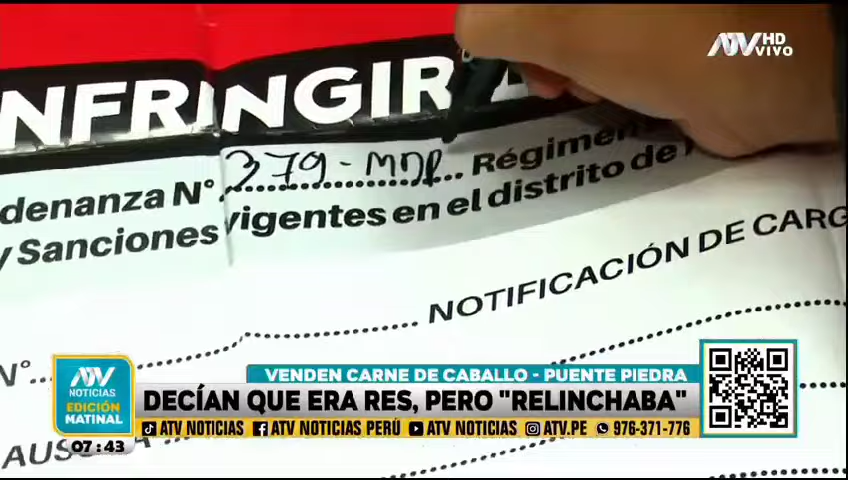 ATV HD
VIVO
INFRINGIR
denanza N° 379 - MDP... Régimen
y Sanciones vigentes en el distrito de
NOTIFICACIÓN DE CARG
N°
ATV
NOTICIAS
EDICIÓN
MATINAL
07:43
VENDEN CARNE DE CABALLO - PUENTE PIEDRA
DECÍAN QUE ERA RES, PERO "RELINCHABA"
ATV NOTICIAS ATV NOTICIAS PERÚ ATV NOTICIAS ATV.PE 976-371-776